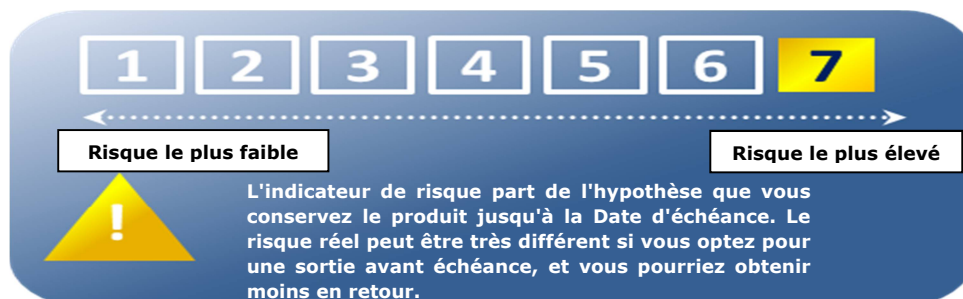 1 2 3 4 5 6 7
Risque le plus faible Risque le plus élevé
!
L'indicateur de risque part de l'hypothèse que vous
conservez le produit jusqu'à la Date d'échéance. Le
risque réel peut être très différent si vous optez pour
une sortie avant échéance, et vous pourriez obtenir
moins en retour.